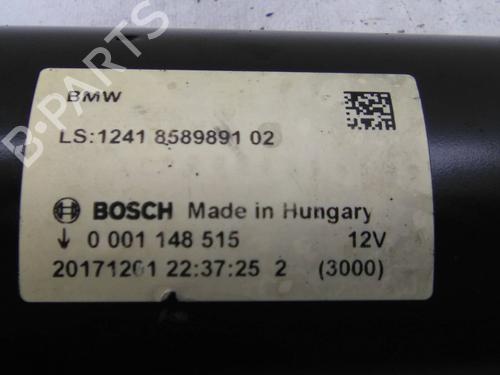 BMW
LS:1241 8589891 02
BOSCH Made in Hungary
0 001 148 515 12V
20171201 22:37:25 2 (3000)
B-PARTS